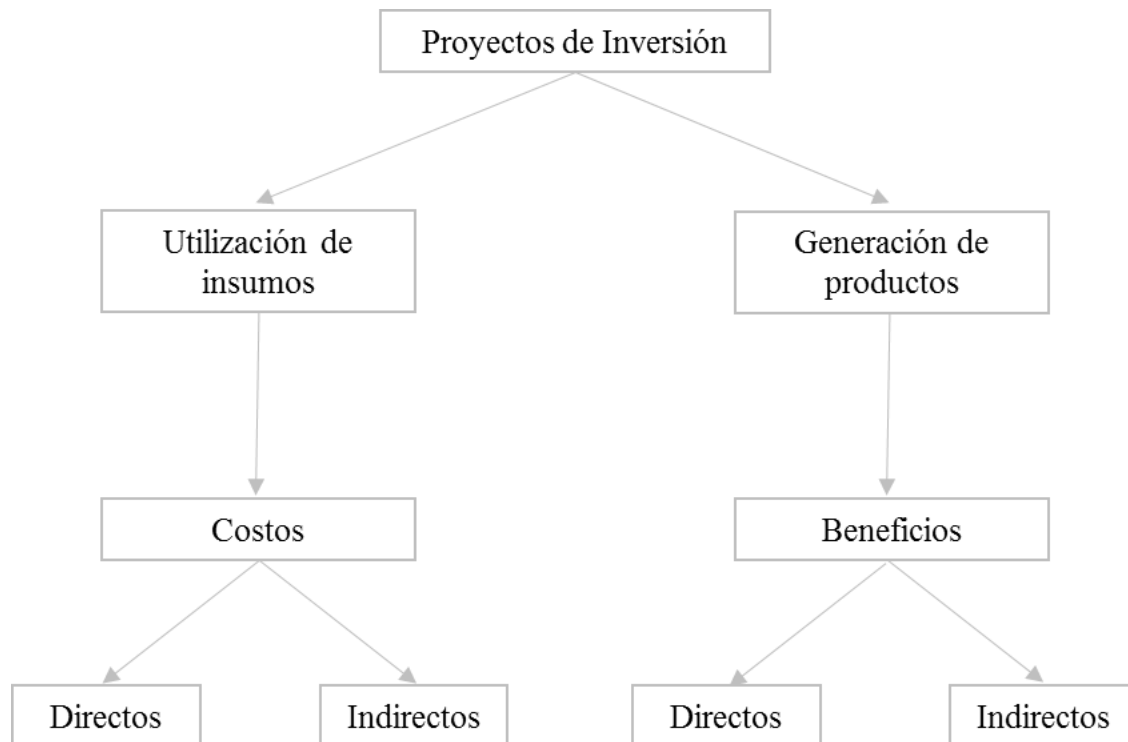 Proyectos de Inversión
Utilización de
insumos
Generación de
productos
Costos
Beneficios
Directos
Indirectos
Directos
Indirectos